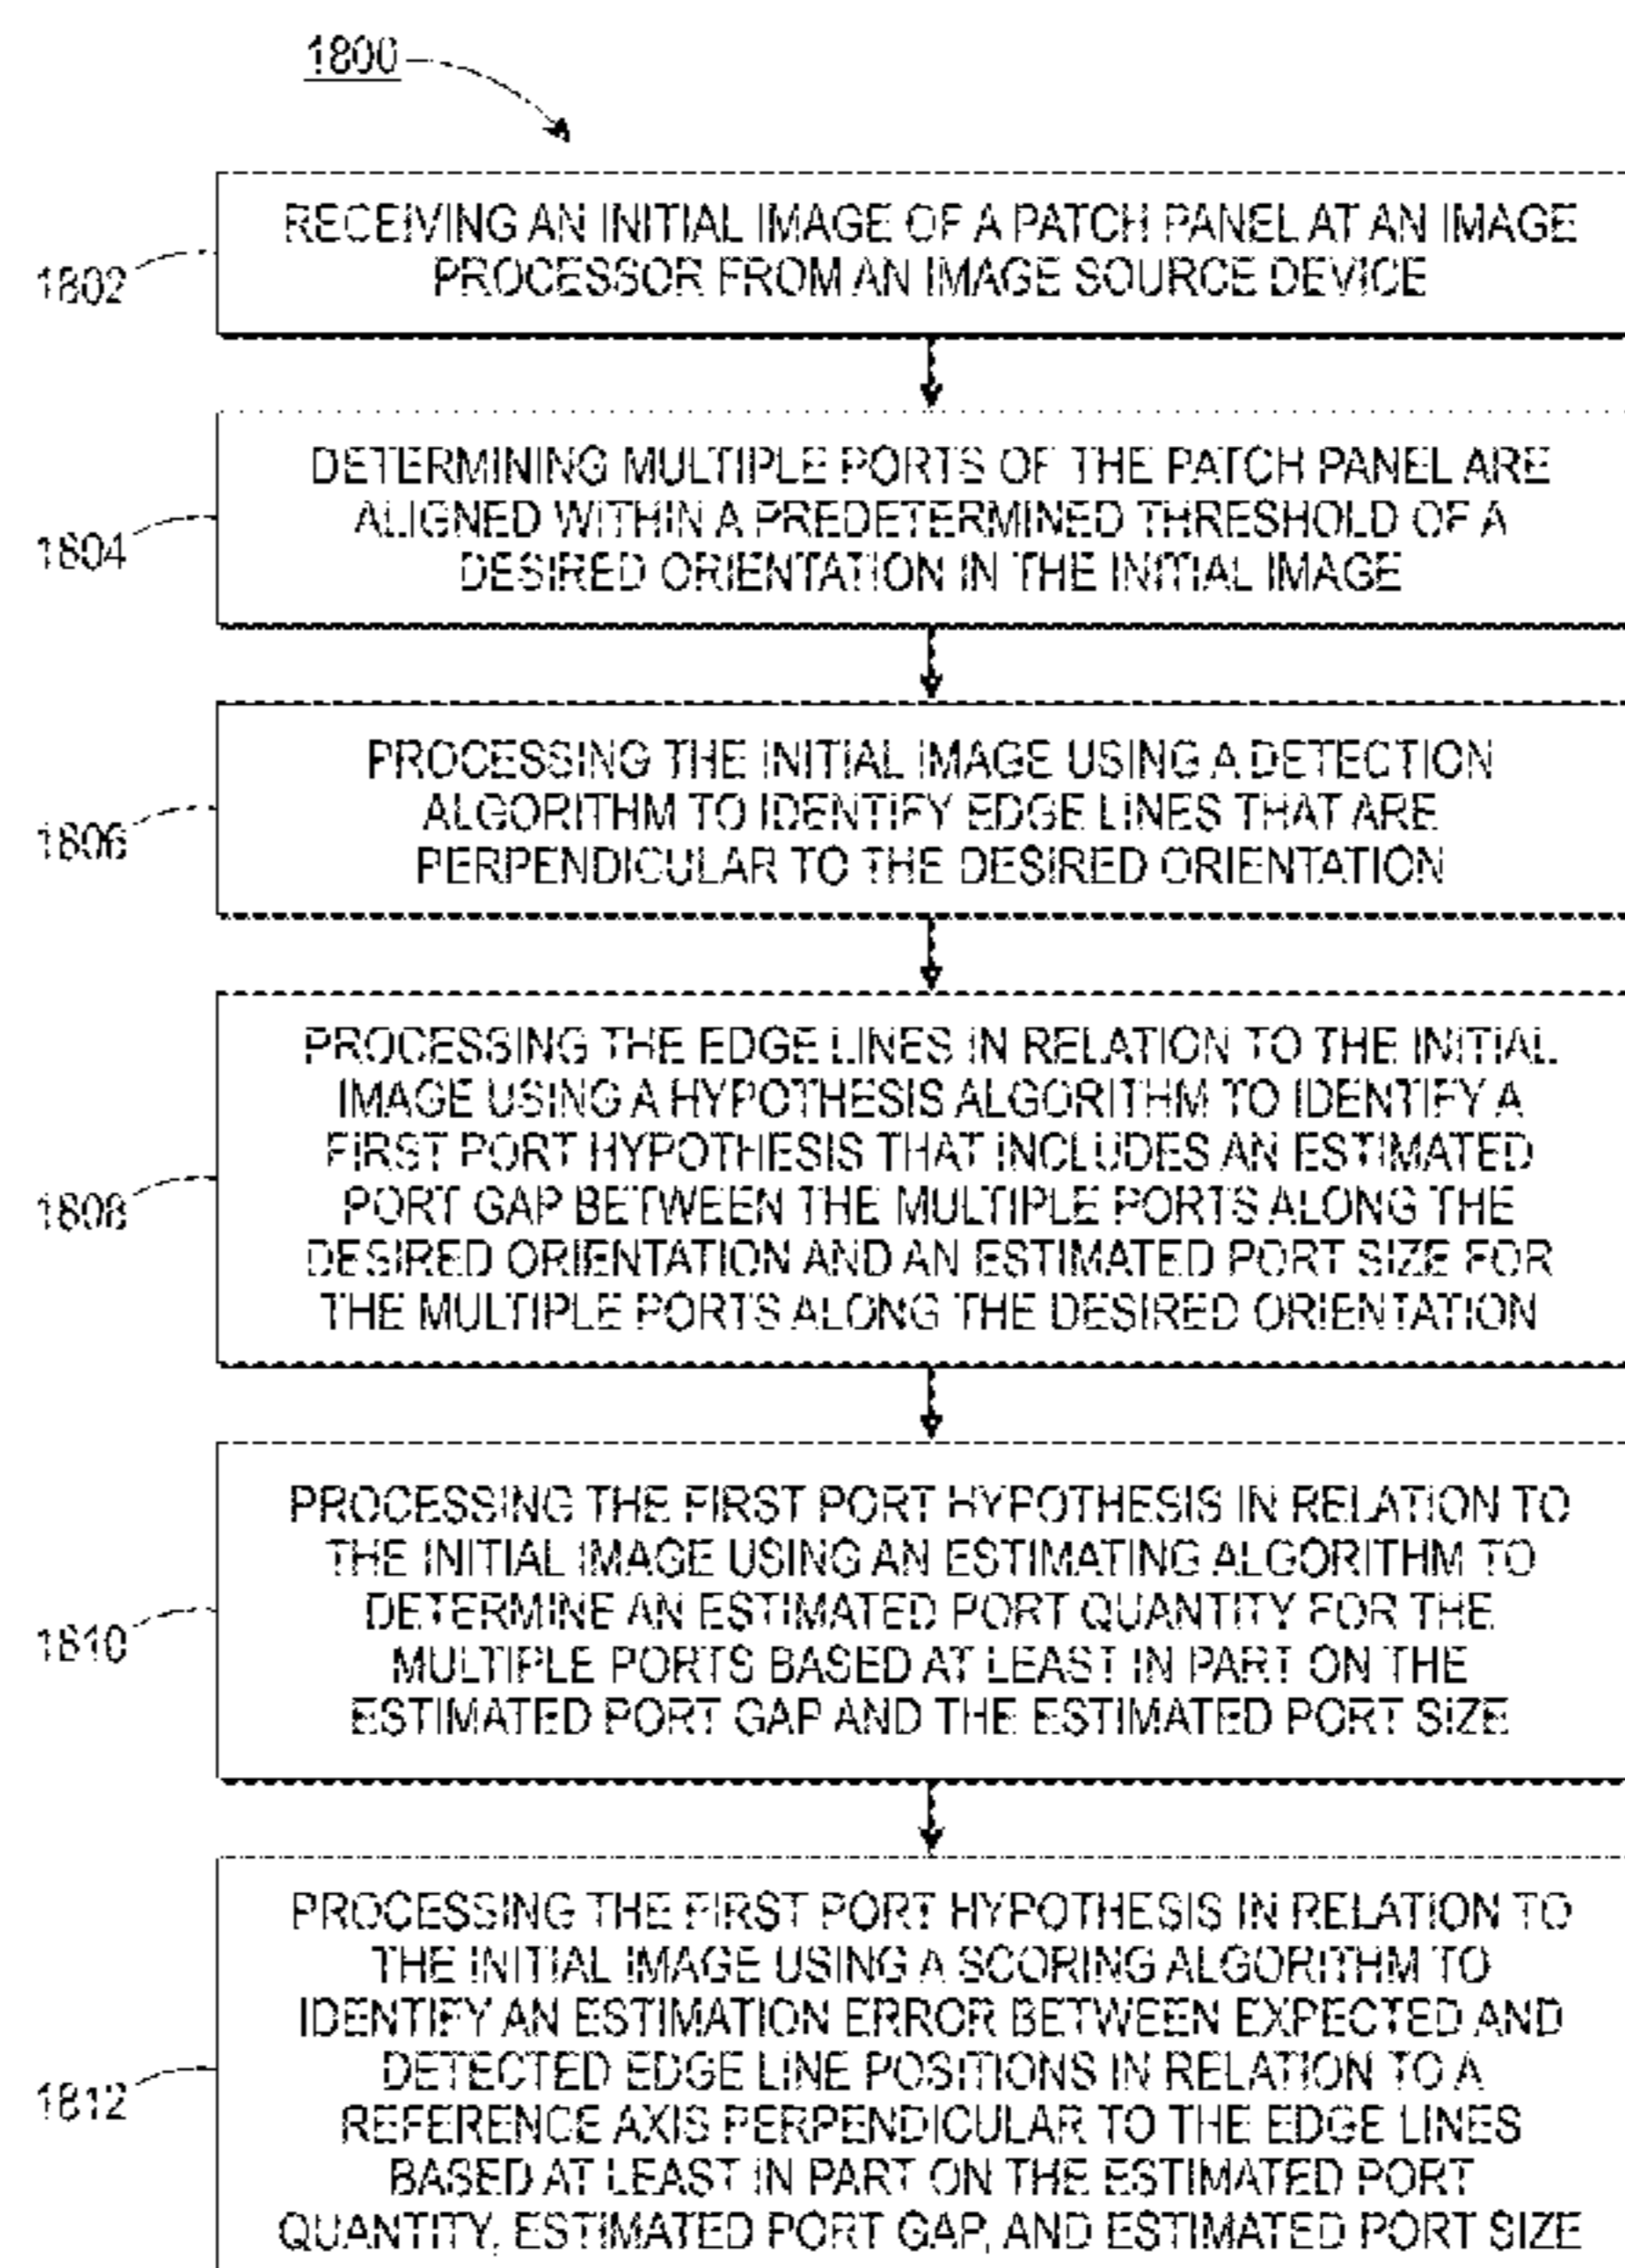 1800
RECEIVING AN INITIAL IMAGE OF A PATCH PANEL AT AN IMAGE
PROCESSOR FROM AN IMAGE SOURCE DEVICE
1802
DETERMINING MULTIPLE PORTS OF THE PATCH PANEL ARE
ALIGNED WITHIN A PREDETERMINED THRESHOLD OF A
DESIRED ORIENTATION IN THE INITIAL IMAGE
1804
PROCESSING THE INITIAL IMAGE USING A DETECTION
ALGORITHM TO IDENTIFY EDGE LINES THAT ARE
PERPENDICULAR TO THE DESIRED ORIENTATION
1806
PROCESSING THE EDGE LINES IN RELATION TO THE INITIAL
IMAGE USING A HYPOTHESIS ALGORITHM TO IDENTIFY A
FIRST PORT HYPOTHESIS THAT INCLUDES AN ESTIMATED
PORT GAP BETWEEN THE MULTIPLE PORTS ALONG THE
DESIRED ORIENTATION AND AN ESTIMATED PORT SIZE FOR
THE MULTIPLE PORTS ALONG THE DESIRED ORIENTATION
1808
PROCESSING THE FIRST PORT HYPOTHESIS IN RELATION TO
THE INITIAL IMAGE USING AN ESTIMATING ALGORITHM TO
DETERMINE AN ESTIMATED PORT QUANTITY FOR THE
MULTIPLE PORTS BASED AT LEAST IN PART ON THE
ESTIMATED PORT GAP AND THE ESTIMATED PORT SIZE
1810
PROCESSING THE FIRST PORT HYPOTHESIS IN RELATION TO
THE INITIAL IMAGE USING A SCORING ALGORITHM TO
IDENTIFY AN ESTIMATION ERROR BETWEEN EXPECTED AND
DETECTED EDGE LINE POSITIONS IN RELATION TO A
REFERENCE AXIS PERPENDICULAR TO THE EDGE LINES
BASED AT LEAST IN PART ON THE ESTIMATED PORT
QUANTITY, ESTIMATED PORT GAP, AND ESTIMATED PORT SIZE
1812